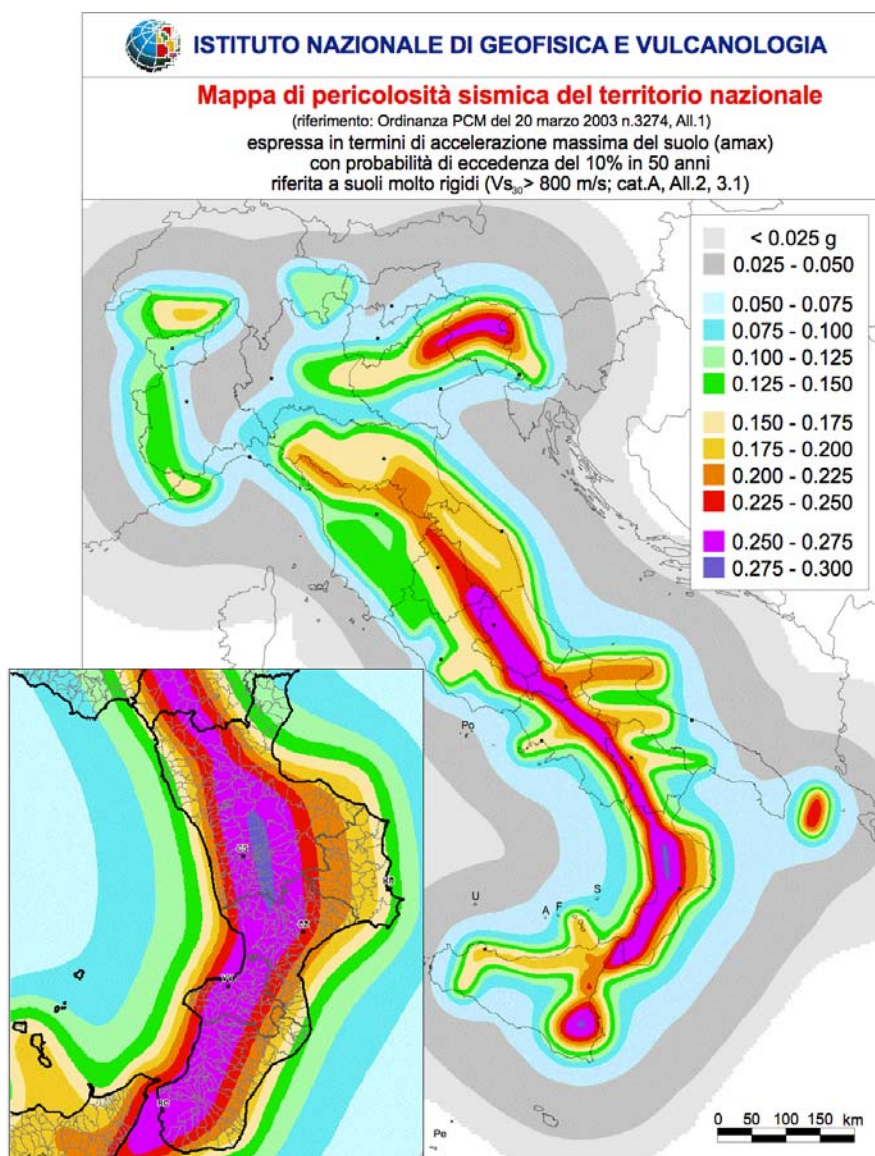 ISTITUTO NAZIONALE DI GEOFISICA E VULCANOLOGIA
Mappa di pericolosità sismica del territorio nazionale
(riferimento: Ordinanza PCM del 20 marzo 2003 n.3274, All.1)
espressa in termini di accelerazione massima del suolo (amax)
con probabilità di eccedenza del 10% in 50 anni
riferita a suoli molto rigidi (Vs30> 800 m/s; cat.A, All.2, 3.1)
< 0.025 g
0.025 - 0.050
0.050 - 0.075
0.075 - 0.100
0.100 - 0.125
0.125 - 0.150
0.150 - 0.175
0.175 - 0.200
0.200 - 0.225
0.225 - 0.250
0.250 - 0.275
0.275 - 0.300
Po
U
A
F
S
CS
KR
CZ
VV
RC
Pe
0 50 100 150 km